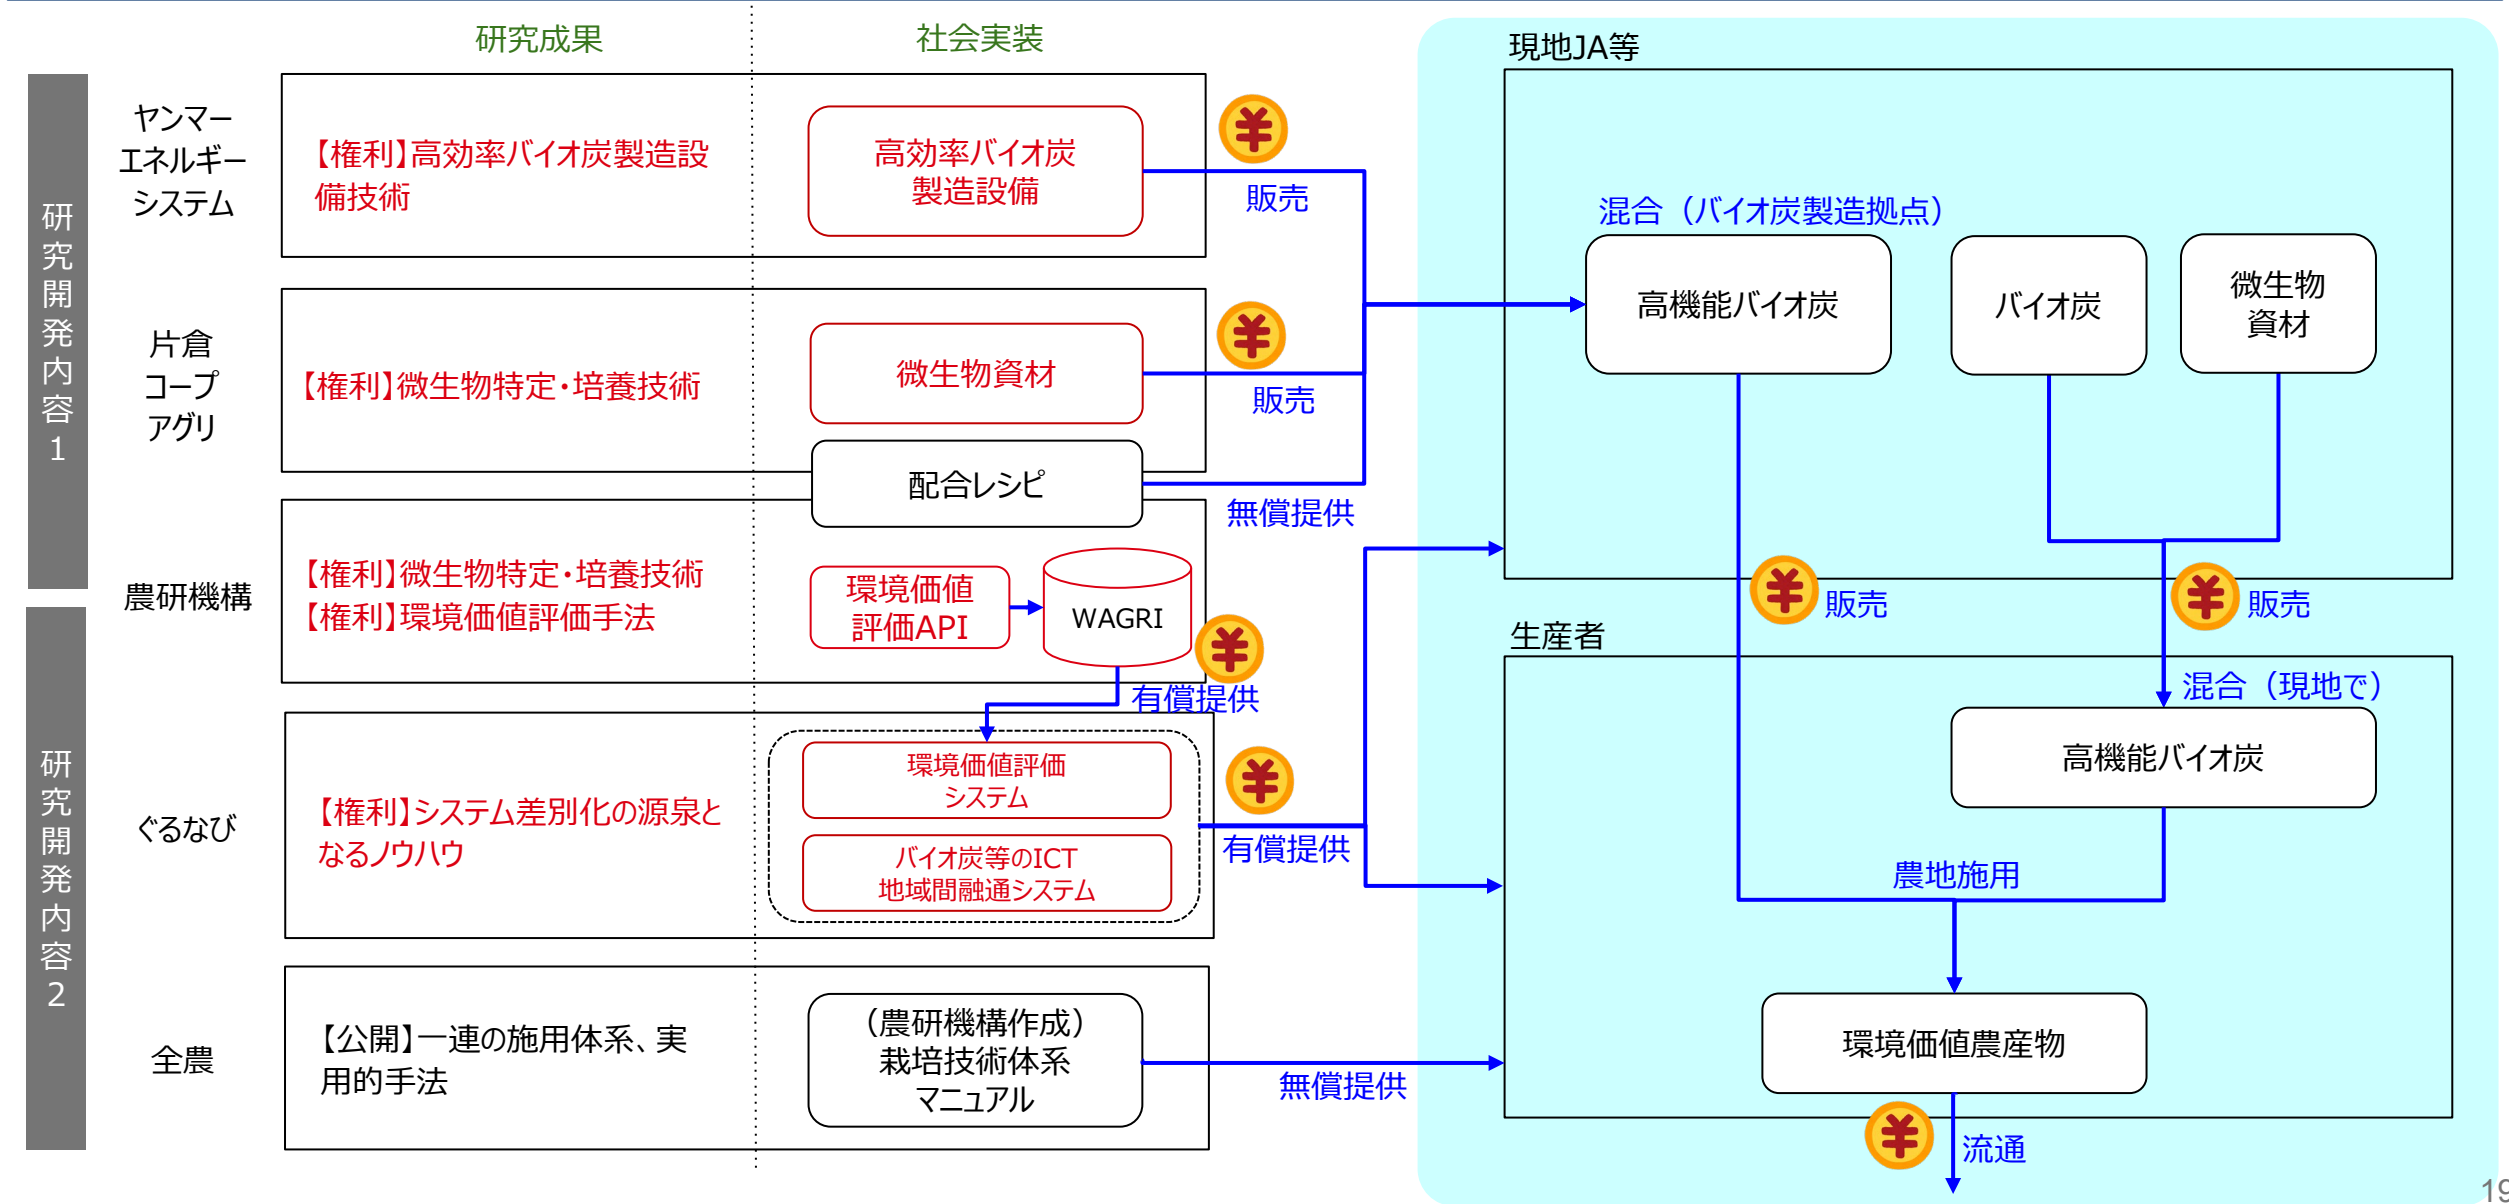 研究成果
社会実装
研究開発内容1
ヤンマー
エネルギー
システム
【権利】高効率バイオ炭製造設
備技術
高効率バイオ炭
製造設備
販売
片倉
コープ
アグリ
【権利】微生物特定・培養技術
微生物資材
販売
配合レシピ
無償提供
農研機構
【権利】微生物特定・培養技術
【権利】環境価値評価手法
環境価値
評価API
WAGRI
有償提供
研究開発内容2
ぐるなび
【権利】システム差別化の源泉と
なるノウハウ
環境価値評価
システム
バイオ炭等のICT
地域間融通システム
有償提供
全農
【公開】一連の施用体系、実
用的手法
（農研機構作成）
栽培技術体系
マニュアル
無償提供
現地JA等
混合（バイオ炭製造拠点）
高機能バイオ炭
バイオ炭
微生物
資材
販売
販売
生産者
混合（現地で）
高機能バイオ炭
農地施用
環境価値農産物
流通
19